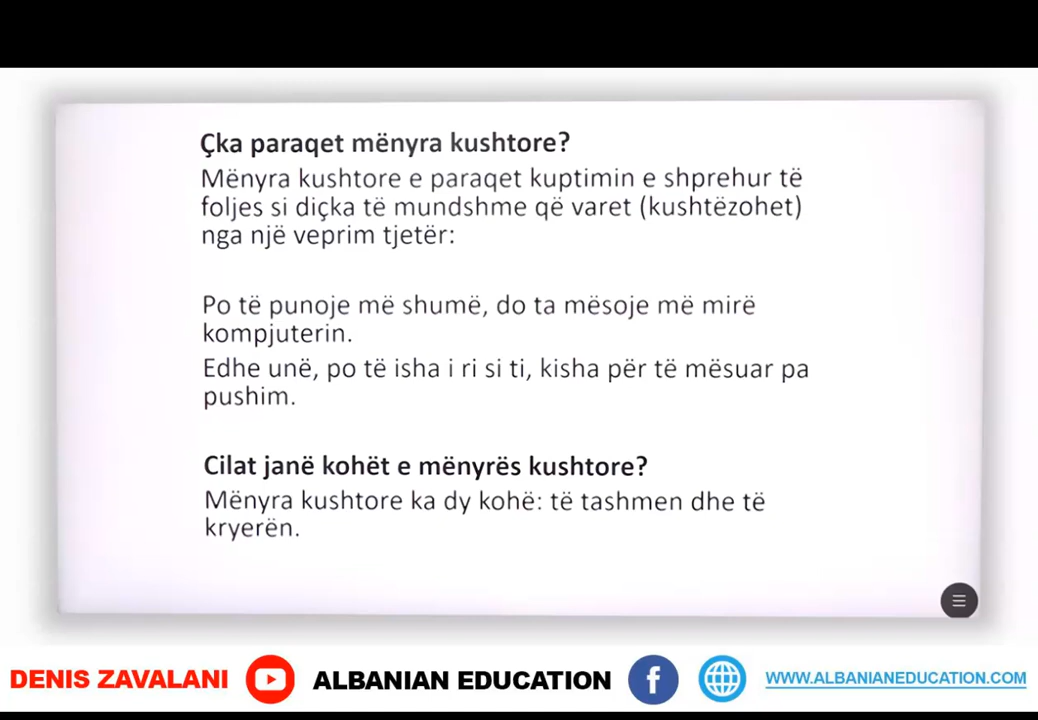 Çka paraqet mënyra kushtore?
Mënyra kushtore e paraqet kuptimin e shprehur të
foljes si diçka të mundshme që varet (kushtëzohet)
nga një veprim tjetër:
Po të punoje më shumë, do ta mësoje më mirë
kompjuterin.
Edhe unë, po të isha i ri si ti, kisha për të mësuar pa
pushim.
Cilat janë kohët e mënyrës kushtore?
Mënyra kushtore ka dy kohë: të tashmen dhe të
kryerën.
DENIS ZAVALANI ALBANIAN EDUCATION WWW.ALBANIANEDUCATION.COM